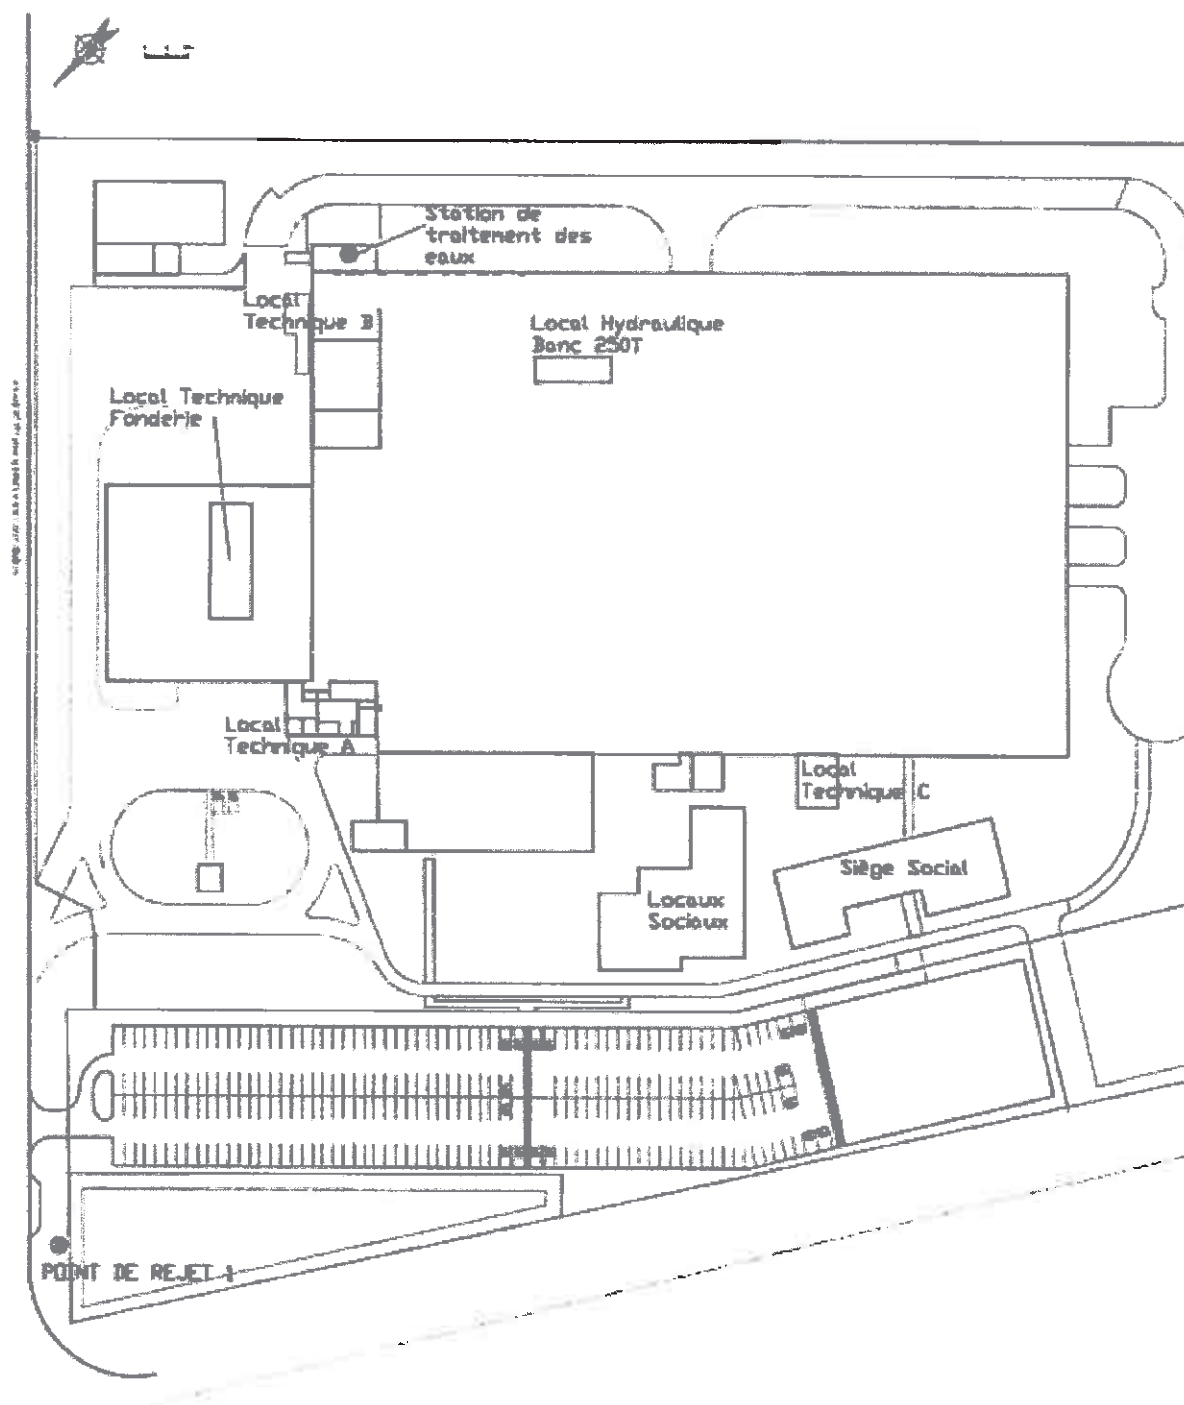 Station de
traitement des
eaux
Local
Technique B
Local Hydraulique
Banc 250T
Local Technique
Fonderie
Local
Technique A
Local
Technique C
Siège Social
Locaux
Sociaux
POINT DE REJET 1